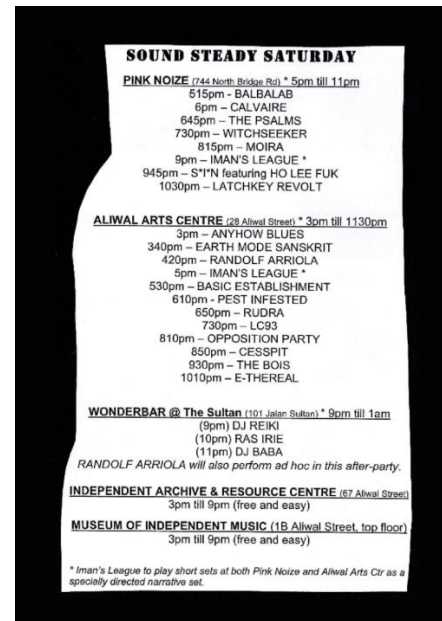 SOUND STEADY SATURDAY
PINK NOIZE (744 North Bridge Rd) * 5pm till 11pm
515pm - BALBALAB
6pm – CALVAIRE
645pm – THE PSALMS
730pm – WITCHSEEKER
815pm – MOIRA
9pm – IMAN'S LEAGUE *
945pm – S*I*N featuring HO LEE FUK
1030pm – LATCHKEY REVOLT
ALIWAL ARTS CENTRE (28 Aliwal Street) * 3pm till 1130pm
3pm – ANYHOW BLUES
340pm – EARTH MODE SANSKRIT
420pm – RANDOLF ARRIOLA
5pm – IMAN'S LEAGUE *
530pm – BASIC ESTABLISHMENT
610pm - PEST INFESTED
650pm – RUDRA
730pm – LC93
810pm – OPPOSITION PARTY
850pm – CESSPIT
930pm – THE BOIS
1010pm – E-THEREAL
WONDERBAR @ The Sultan (101 Jalan Sultan) * 9pm till 1am
(9pm) DJ REIKI
(10pm) RAS IRIE
(11pm) DJ BABA
RANDOLF ARRIOLA will also perform ad hoc in this after-party.
INDEPENDENT ARCHIVE & RESOURCE CENTRE (67 Aliwal Street)
3pm till 9pm (free and easy)
MUSEUM OF INDEPENDENT MUSIC (1B Aliwal Street, top floor)
3pm till 9pm (free and easy)
* Iman's League to play short sets at both Pink Noize and Aliwal Arts Ctr as a
specially directed narrative set.